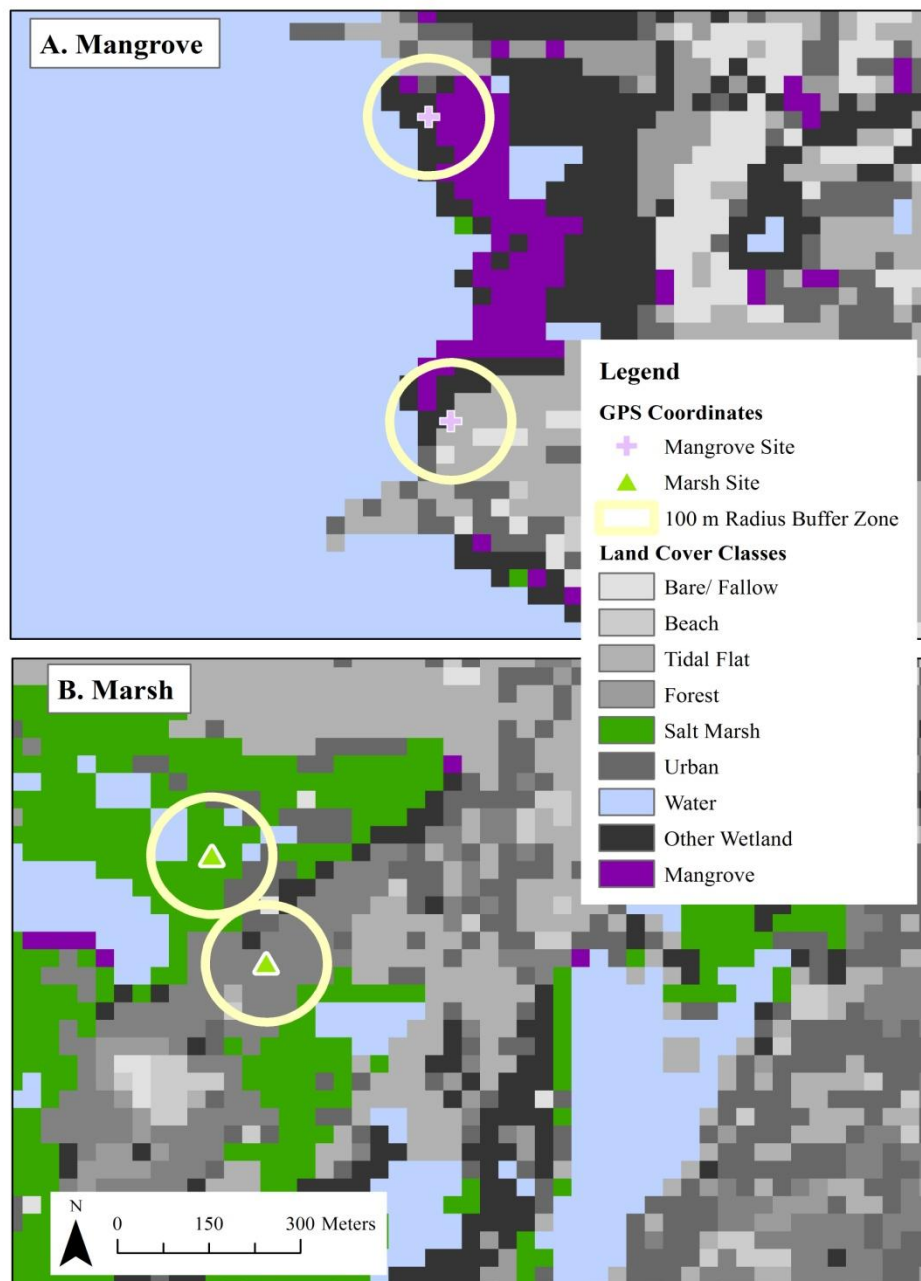 A. Mangrove
Legend
GPS Coordinates
Mangrove Site
Marsh Site
100 m Radius Buffer Zone
Land Cover Classes
Bare/ Fallow
Beach
Tidal Flat
Forest
Salt Marsh
Urban
Water
Other Wetland
Mangrove
B. Marsh
N
0 150 300 Meters